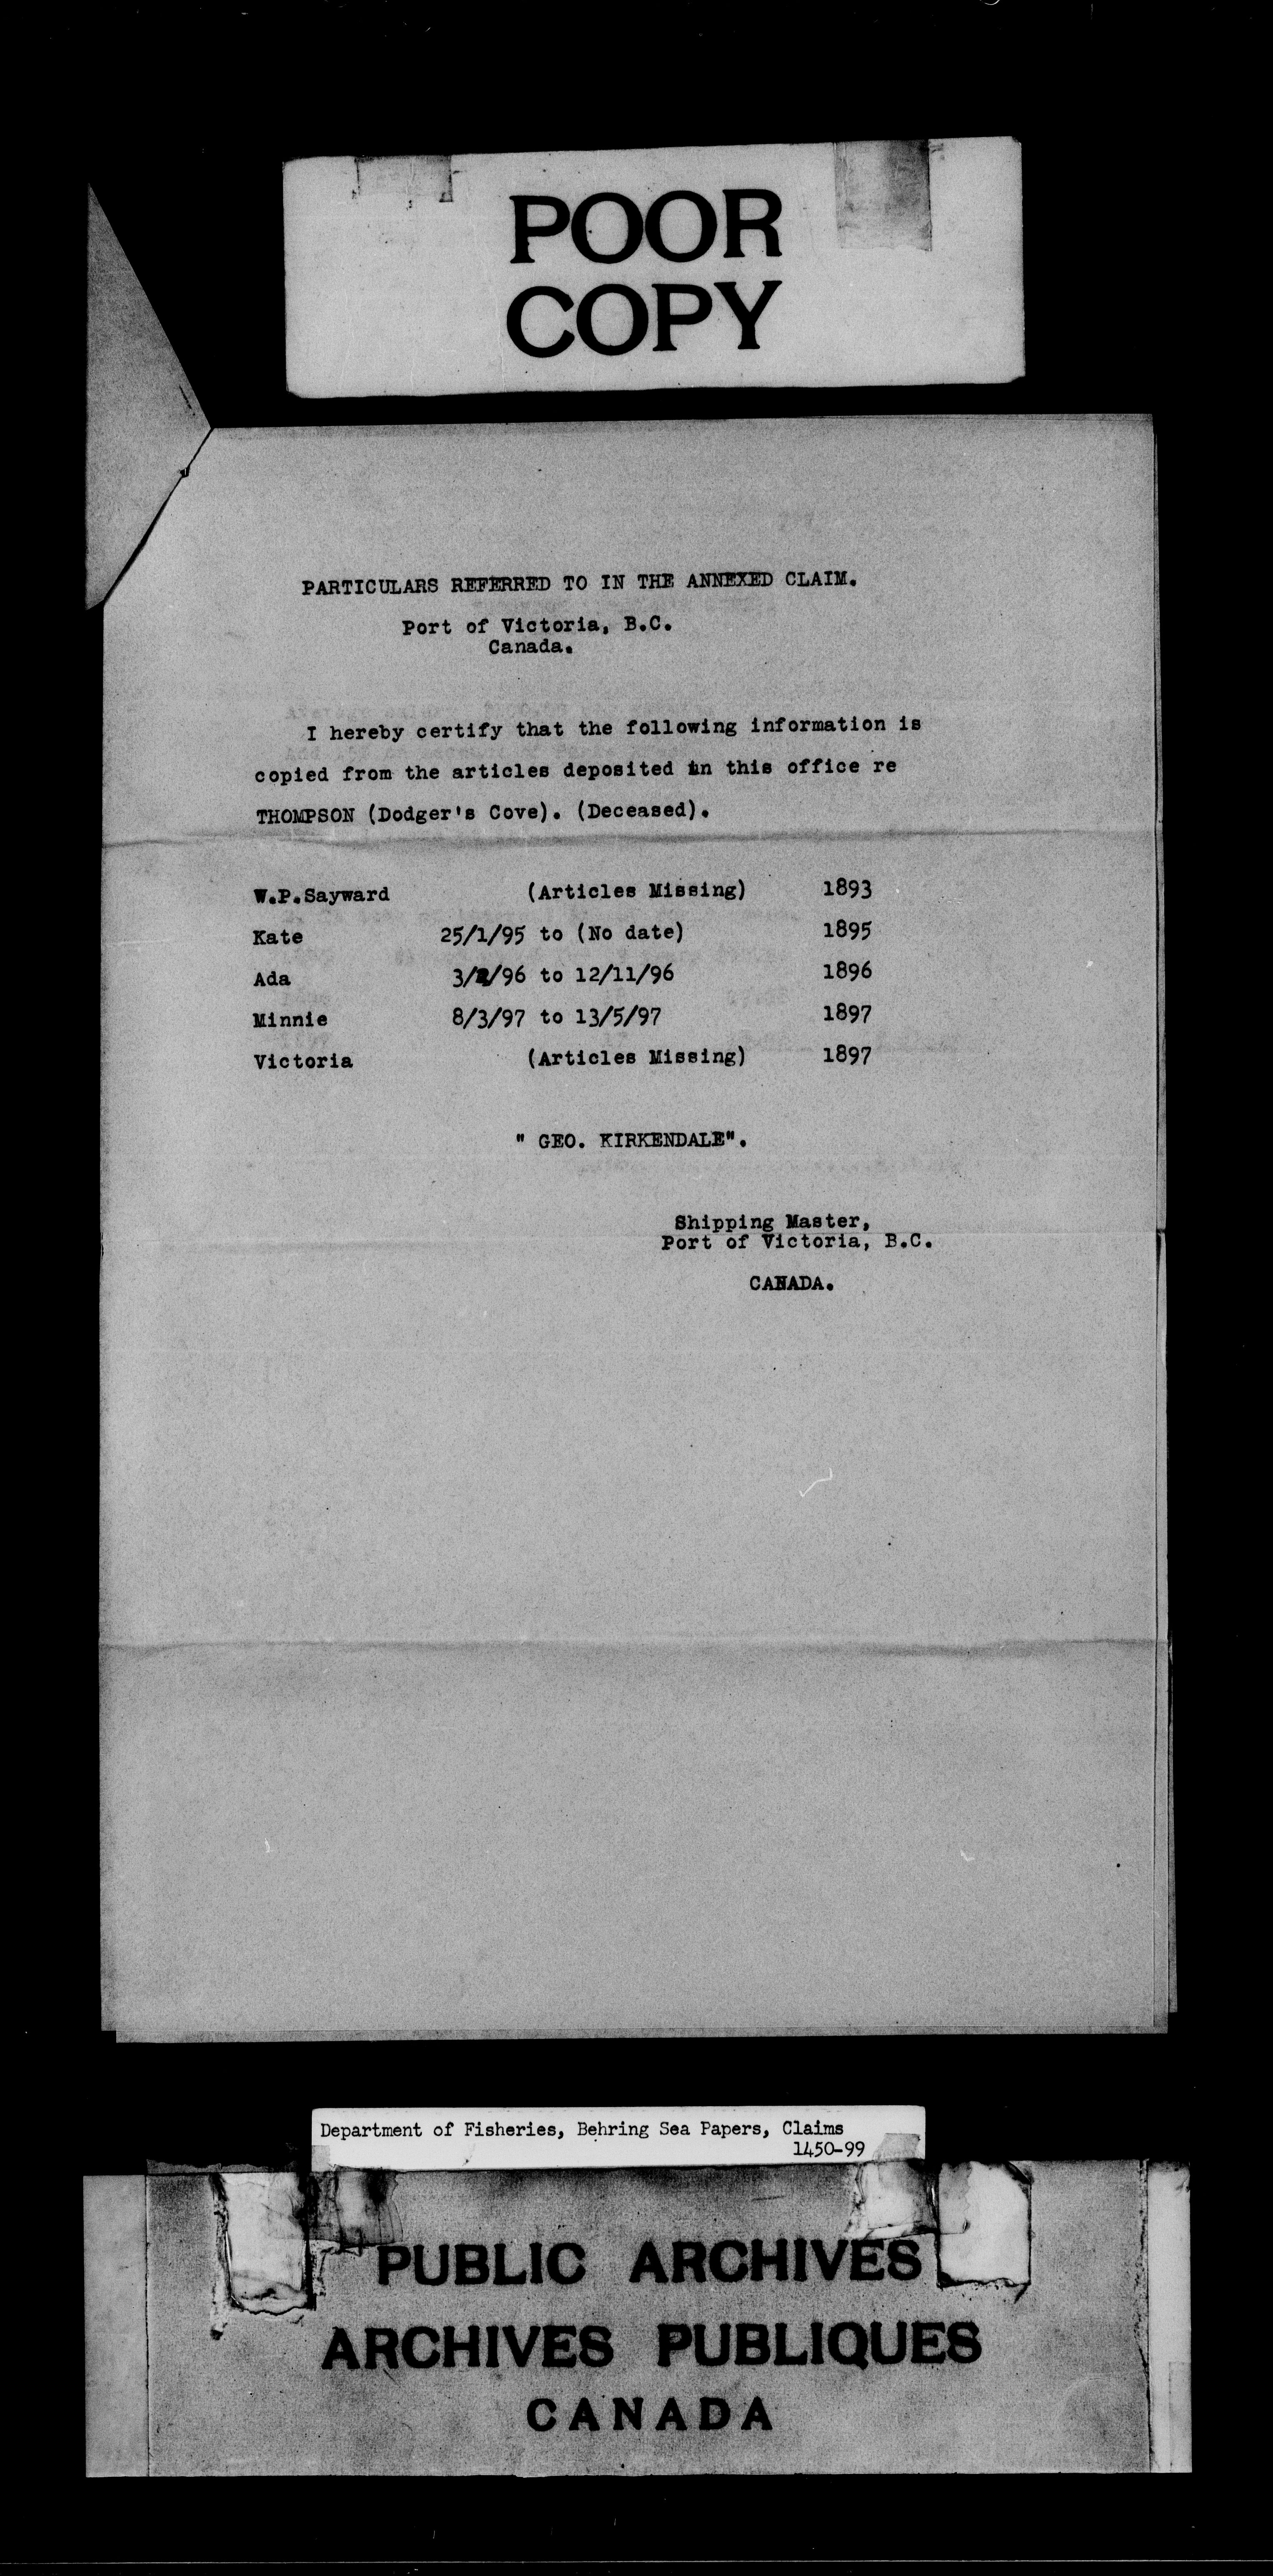 POOR
COPY
PARTICULARS REFERRED TO IN THE ANNEXED CLAIM.
Port of Victoria, B.C.
Canada.
I hereby certify that the following information is
copied from the articles deposited in this office re
THOMPSON (Dodger's Cove). (Deceased).
W.P.Sayward (Articles Missing) 1893
Kate 25/1/95 to (No date) 1895
Ada 3/2/96 to 12/11/96 1896
Minnie 8/3/97 to 13/5/97 1897
Victoria (Articles Missing) 1897
" GEO. KIRKENDALE".
Shipping Master,
Port of Victoria, B.C.
CANADA.
Department of Fisheries, Behring Sea Papers, Claims
1450-99
PUBLIC ARCHIVES
ARCHIVES PUBLIQUES
CANADA